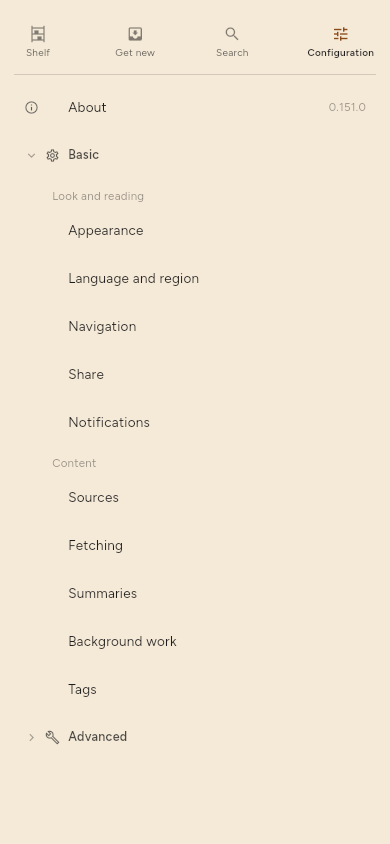 Shelf
Get new
Search
Configuration
About
0.151.0
Basic
Look and reading
Appearance
Language and region
Navigation
Share
Notifications
Content
Sources
Fetching
Summaries
Background work
Tags
Advanced